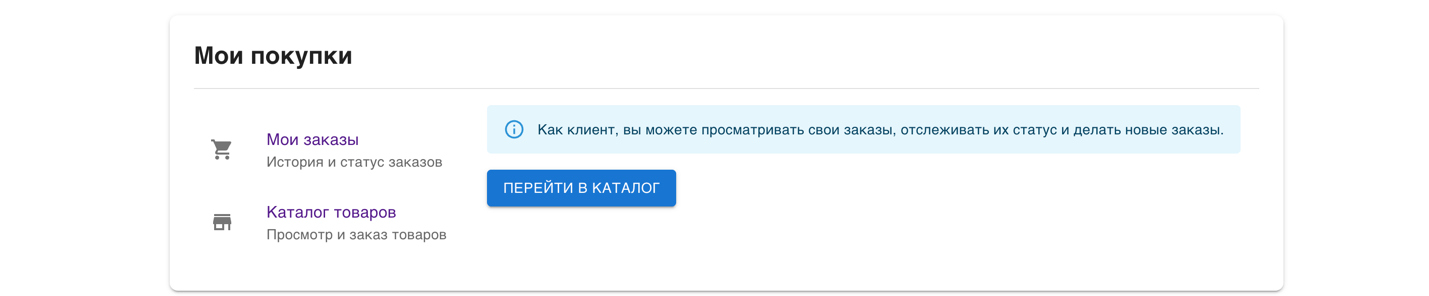 Мои покупки
Мои заказы
История и статус заказов
Каталог товаров
Просмотр и заказ товаров
Как клиент, вы можете просматривать свои заказы, отслеживать их статус и делать новые заказы.
ПЕРЕЙТИ В КАТАЛОГ